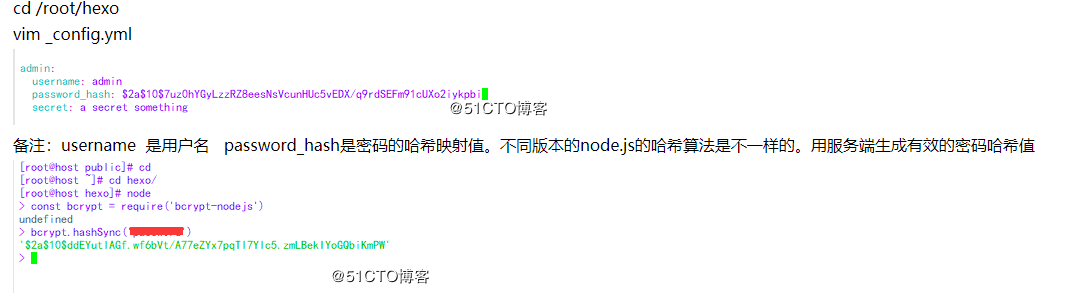 cd /root/hexo
vim _config.yml
admin:
username: admin
password_hash: $2a$10$7uz0hYGyLzzRZ8eesNsVcunHUc5vEDX/q9rdSEFm91cUXo2iykpbi
secret: a secret something
@51CTO博客
备注：username 是用户名 password_hash是密码的哈希映射值。不同版本的node.js的哈希算法是不一样的。用服务端生成有效的密码哈希值
[root@host public]# cd
[root@host ~]# cd hexo/
[root@host hexo]# node
> const bcrypt = require('bcrypt-nodejs')
undefined
> bcrypt.hashSync( )
'$2a$10$ddEYutIAGf.wf6bVt/A77eZYx7pqTI7Ylc5.zmLBekIYoGQbiKmPW'
>
@51CTO博客